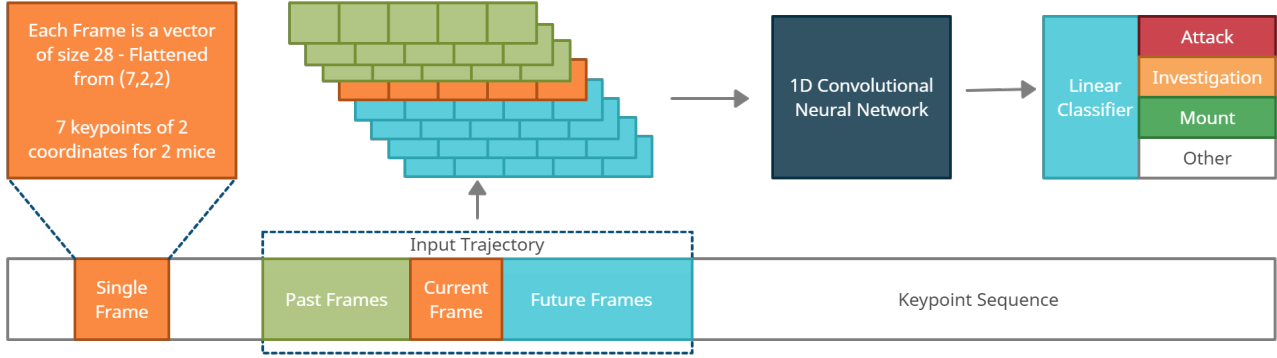 Each Frame is a vector
of size 28 - Flattened
from (7,2,2)
7 keypoints of 2
coordinates for 2 mice
1D Convolutional
Neural Network
Linear
Classifier
Attack
Investigation
Mount
Other
Input Trajectory
Single
Frame
Past Frames
Current
Frame
Future Frames
Keypoint Sequence